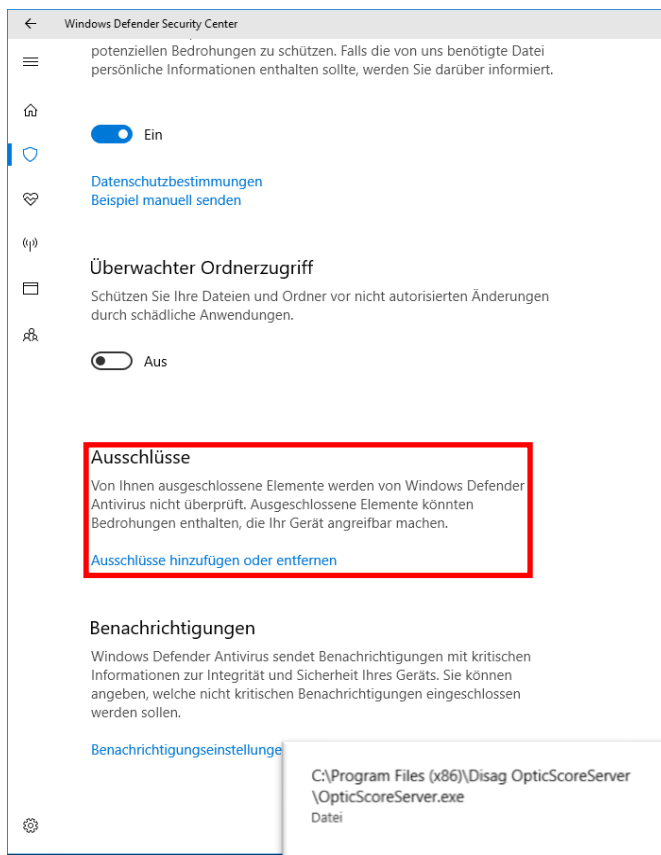 Windows Defender Security Center
potenziellen Bedrohungen zu schützen. Falls die von uns benötigte Datei
persönliche Informationen enthalten sollte, werden Sie darüber informiert.
Ein
Datenschutzbestimmungen
Beispiel manuell senden
Überwachter Ordnerzugriff
Schützen Sie Ihre Dateien und Ordner vor nicht autorisierten Änderungen
durch schädliche Anwendungen.
Aus
Ausschlüsse
Von Ihnen ausgeschlossene Elemente werden von Windows Defender
Antivirus nicht überprüft. Ausgeschlossene Elemente könnten
Bedrohungen enthalten, die Ihr Gerät angreifbar machen.
Ausschlüsse hinzufügen oder entfernen
Benachrichtigungen
Windows Defender Antivirus sendet Benachrichtigungen mit kritischen
Informationen zur Integrität und Sicherheit Ihres Geräts. Sie können
angeben, welche nicht kritischen Benachrichtigungen eingeschlossen
werden sollen.
Benachrichtigungseinstellunge
C:\Program Files (x86)\Disag OpticScoreServer
\OpticScoreServer.exe
Datei